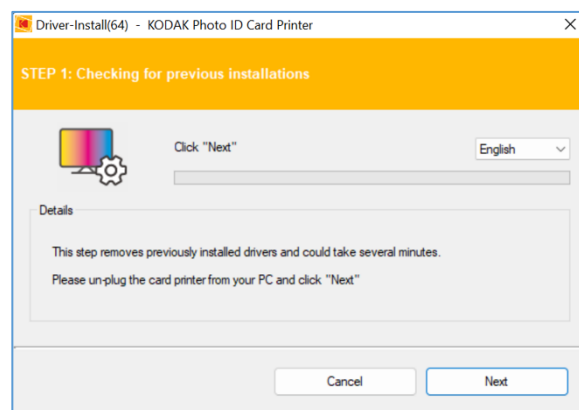 Driver-Install(64) - KODAK Photo ID Card Printer
STEP 1: Checking for previous installations
Click "Next"
English
Details
This step removes previously installed drivers and could take several minutes.
Please un-plug the card printer from your PC and click "Next"
Cancel
Next